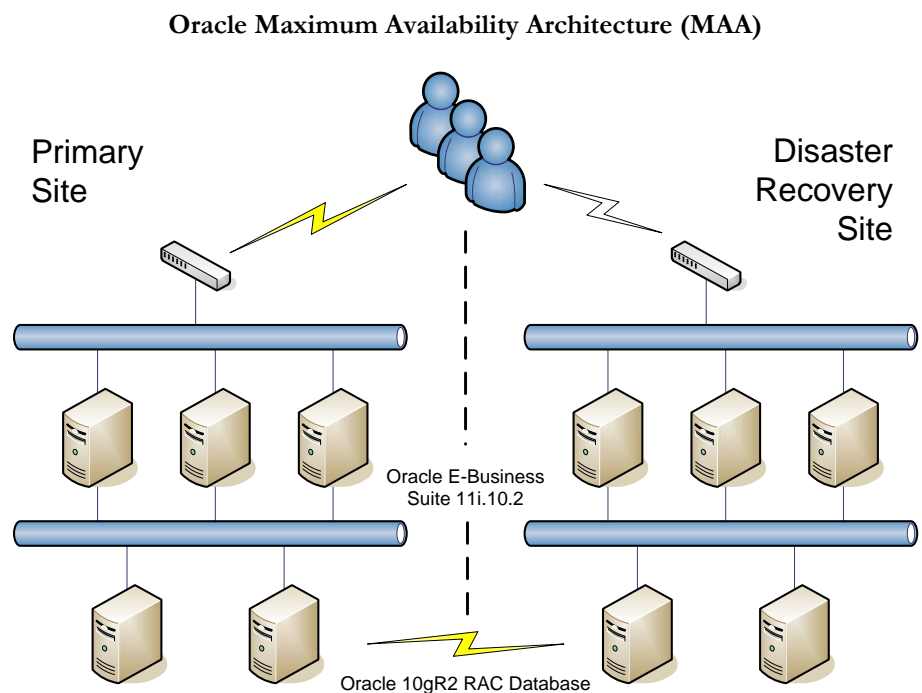 Oracle Maximum Availability Architecture (MAA)
Primary
Site
Disaster
Recovery
Site
Oracle E-Business
Suite 11i.10.2
Oracle 10gR2 RAC Database